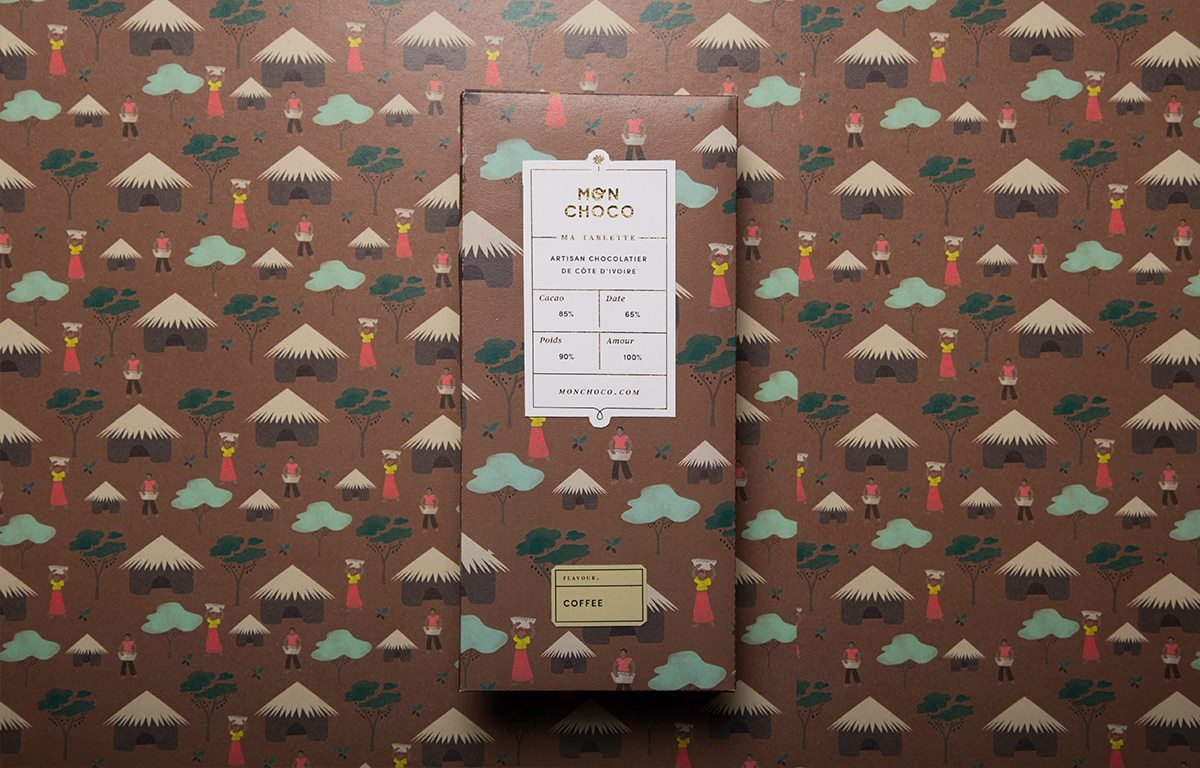 MON
CHOCO
MA TABLETTE
ARTISAN CHOCOLATIER
DE CÔTE D'IVOIRE
Cacao
85%
Date
65%
Poids
90%
Amour
100%
MONCHOCO.COM
FLAVOUR.
COFFEE